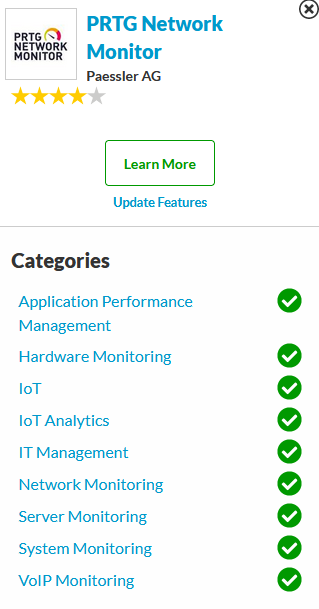 PRTG
NETWORK
MONITOR
PRTG Network
Monitor
Paessler AG
Learn More
Update Features
Categories
Application Performance
Management
Hardware Monitoring
IoT
IoT Analytics
IT Management
Network Monitoring
Server Monitoring
System Monitoring
VoIP Monitoring